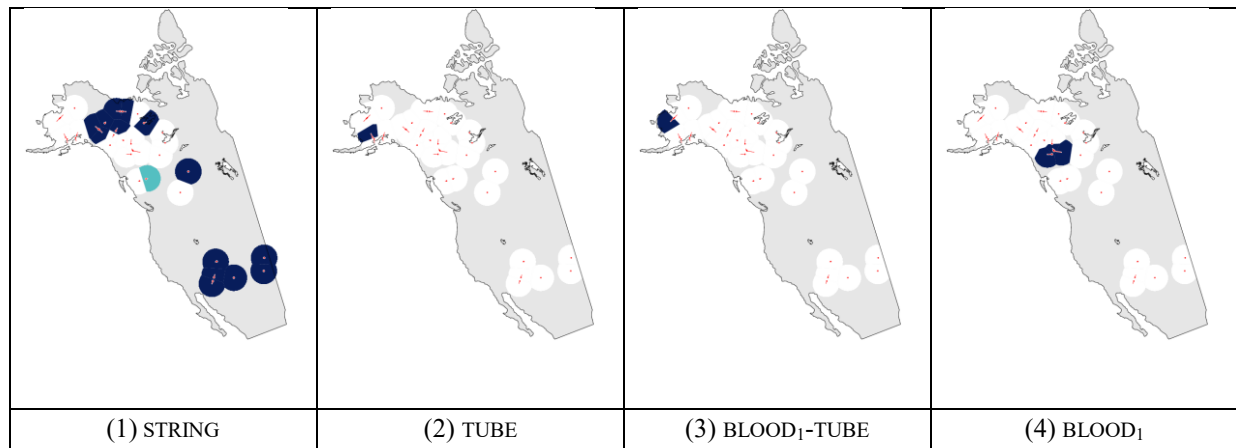 (1) STRING
(2) TUBE
(3) BLOOD₁-TUBE
(4) BLOOD₁